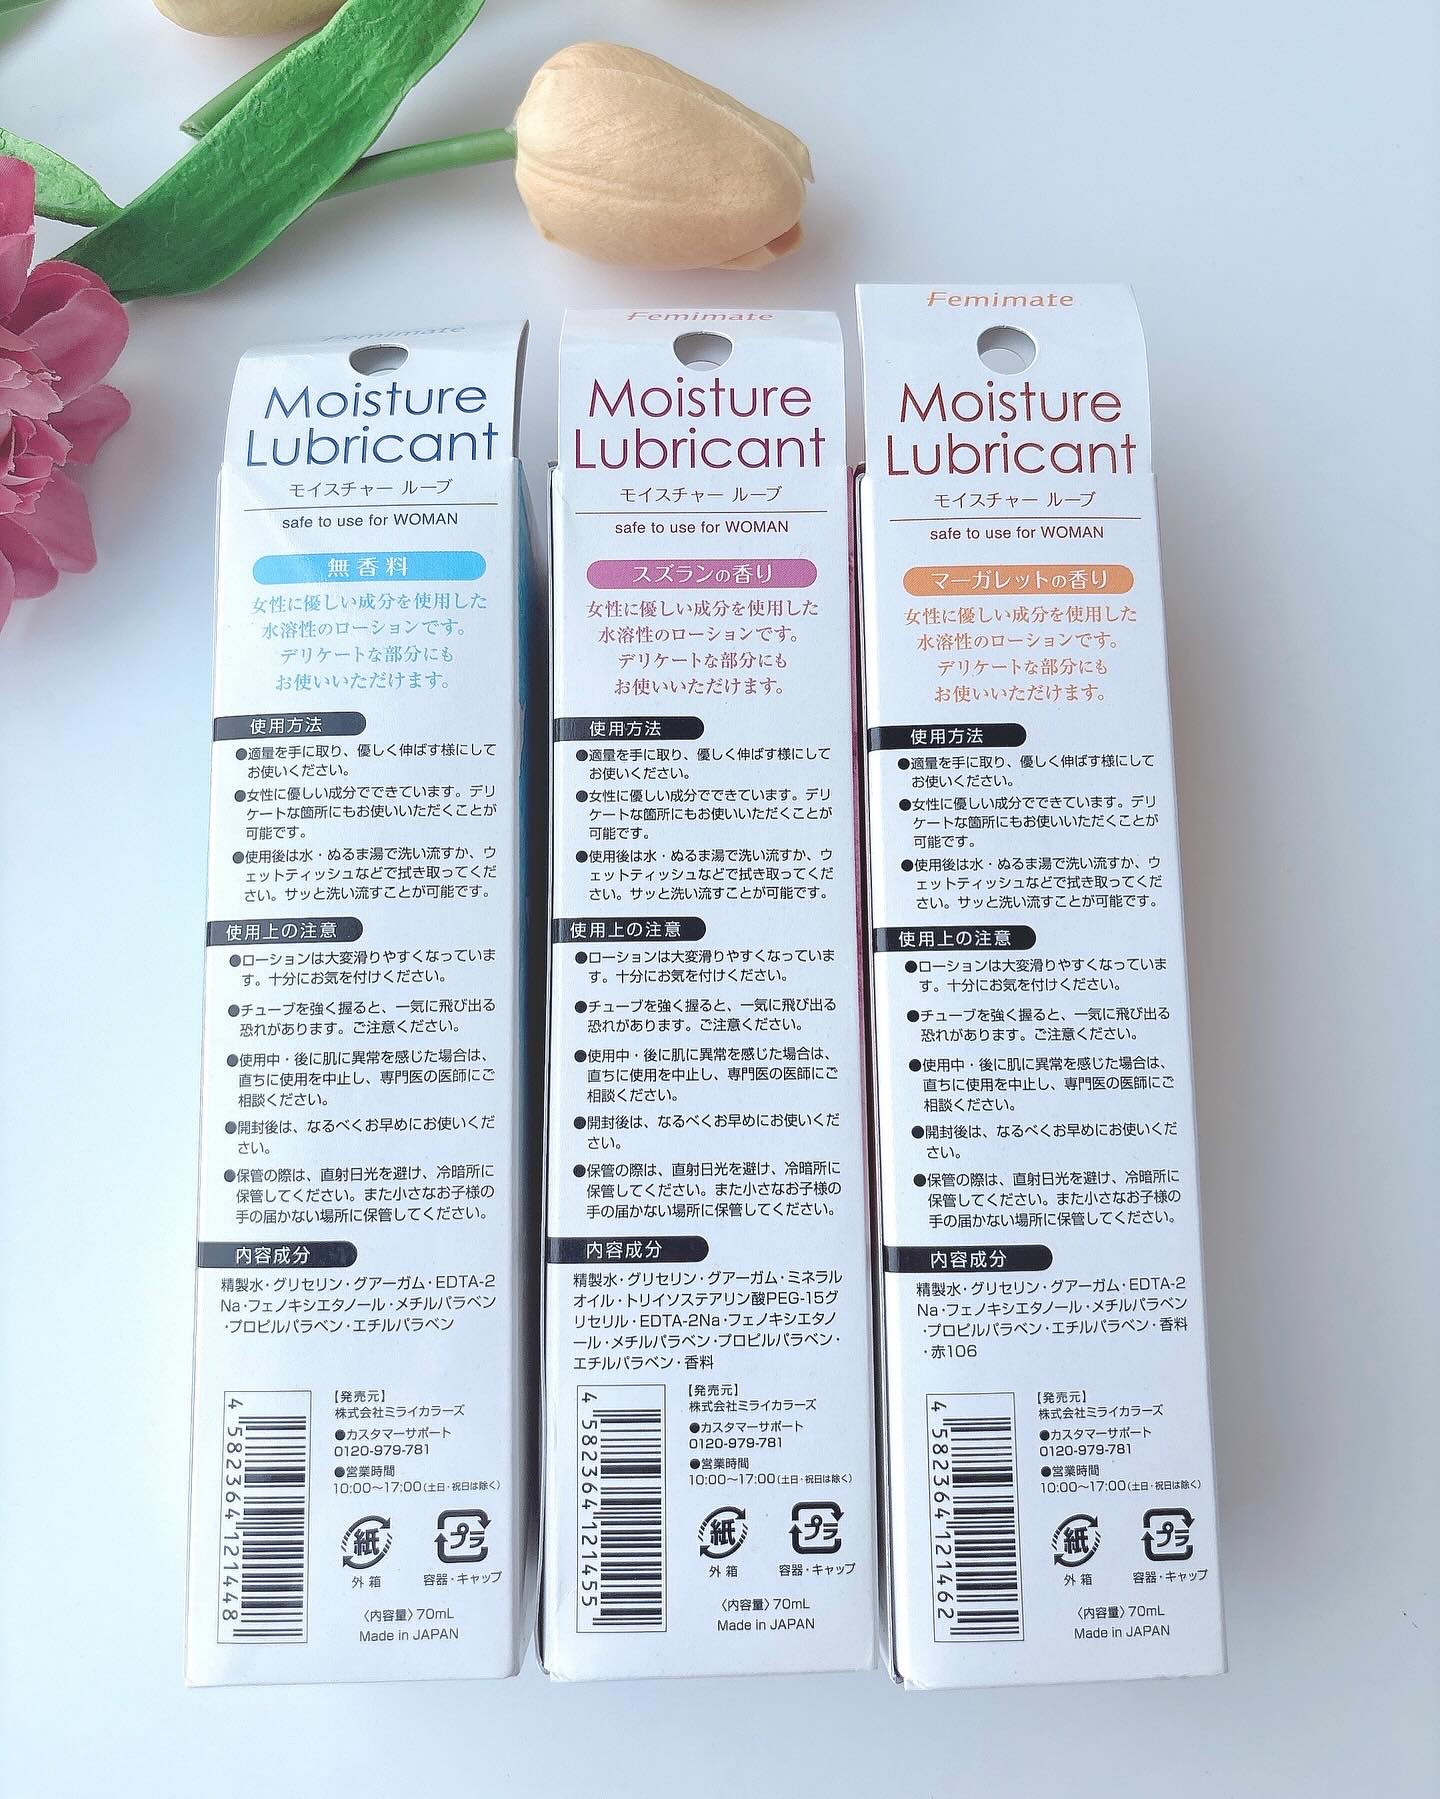 Femimate
Moisture
Lubricant
モイスチャー ルーブ
safe to use for WOMAN
無香料
女性に優しい成分を使用した
水溶性のローションです。
デリケートな部分にも
お使いいただけます。
使用方法
●適量を手に取り、優しく伸ばす様にして
お使いください。
●女性に優しい成分でできています。デリ
ケートな箇所にもお使いいただくことが
可能です。
●使用後は水・ぬるま湯で洗い流すか、ウ
ェットティッシュなどで拭き取ってくだ
さい。サッと洗い流すことが可能です。
使用上の注意
●ローションは大変滑りやすくなっていま
す。十分にお気を付けください。
●チューブを強く握ると、一気に飛び出る
恐れがあります。ご注意ください。
●使用中・後に肌に異常を感じた場合は、
直ちに使用を中止し、専門医の医師にご
相談ください。
●開封後は、なるべくお早めにお使いくだ
さい。
●保管の際は、直射日光を避け、冷暗所に
保管してください。また小さなお子様の
手の届かない場所に保管してください。
内容成分
精製水・グリセリン・グアーガム・EDTA-2
Na・フェノキシエタノール・メチルパラベン
・プロピルパラベン・エチルパラベン
4582364121448
【発売元】
株式会社ミライカラーズ
●カスタマーサポート
0120-979-781
●営業時間
10:00〜17:00(土日・祝日は除く)
紙
外箱
プラ
容器・キャップ
〈内容量〉70mL
Made in JAPAN
Femimate
Moisture
Lubricant
モイスチャー ルーブ
safe to use for WOMAN
スズランの香り
女性に優しい成分を使用した
水溶性のローションです。
デリケートな部分にも
お使いいただけます。
使用方法
●適量を手に取り、優しく伸ばす様にして
お使いください。
●女性に優しい成分でできています。デリ
ケートな箇所にもお使いいただくことが
可能です。
●使用後は水・ぬるま湯で洗い流すか、ウ
ェットティッシュなどで拭き取ってくだ
さい。サッと洗い流すことが可能です。
使用上の注意
●ローションは大変滑りやすくなっていま
す。十分にお気を付けください。
●チューブを強く握ると、一気に飛び出る
恐れがあります。ご注意ください。
●使用中・後に肌に異常を感じた場合は、
直ちに使用を中止し、専門医の医師にご
相談ください。
●開封後は、なるべくお早めにお使いくだ
さい。
●保管の際は、直射日光を避け、冷暗所に
保管してください。また小さなお子様の
手の届かない場所に保管してください。
内容成分
精製水・グリセリン・グアーガム・ミネラル
オイル・トリイソステアリン酸PEG-15グ
リセリル・EDTA-2Na・フェノキシエタノ
ール・メチルパラベン・プロピルパラベン・
エチルパラベン・香料
4582364121455
【発売元】
株式会社ミライカラーズ
●カスタマーサポート
0120-979-781
●営業時間
10:00〜17:00(土日・祝日は除く)
紙
外箱
プラ
容器・キャップ
〈内容量〉70mL
Made in JAPAN
Femimate
Moisture
Lubricant
モイスチャー ルーブ
safe to use for WOMAN
マーガレットの香り
女性に優しい成分を使用した
水溶性のローションです。
デリケートな部分にも
お使いいただけます。
使用方法
●適量を手に取り、優しく伸ばす様にして
お使いください。
●女性に優しい成分でできています。デリ
ケートな箇所にもお使いいただくことが
可能です。
●使用後は水・ぬるま湯で洗い流すか、ウ
ェットティッシュなどで拭き取ってくだ
さい。サッと洗い流すことが可能です。
使用上の注意
●ローションは大変滑りやすくなっていま
す。十分にお気を付けください。
●チューブを強く握ると、一気に飛び出る
恐れがあります。ご注意ください。
●使用中・後に肌に異常を感じた場合は、
直ちに使用を中止し、専門医の医師にご
相談ください。
●開封後は、なるべくお早めにお使いくだ
さい。
●保管の際は、直射日光を避け、冷暗所に
保管してください。また小さなお子様の
手の届かない場所に保管してください。
内容成分
精製水・グリセリン・グアーガム・EDTA-2
Na・フェノキシエタノール・メチルパラベン
・プロピルパラベン・エチルパラベン・香料
・赤106
4582364121462
【発売元】
株式会社ミライカラーズ
●カスタマーサポート
0120-979-781
●営業時間
10:00〜17:00(土日・祝日は除く)
紙
外箱
プラ
容器・キャップ
〈内容量〉70mL
Made in JAPAN